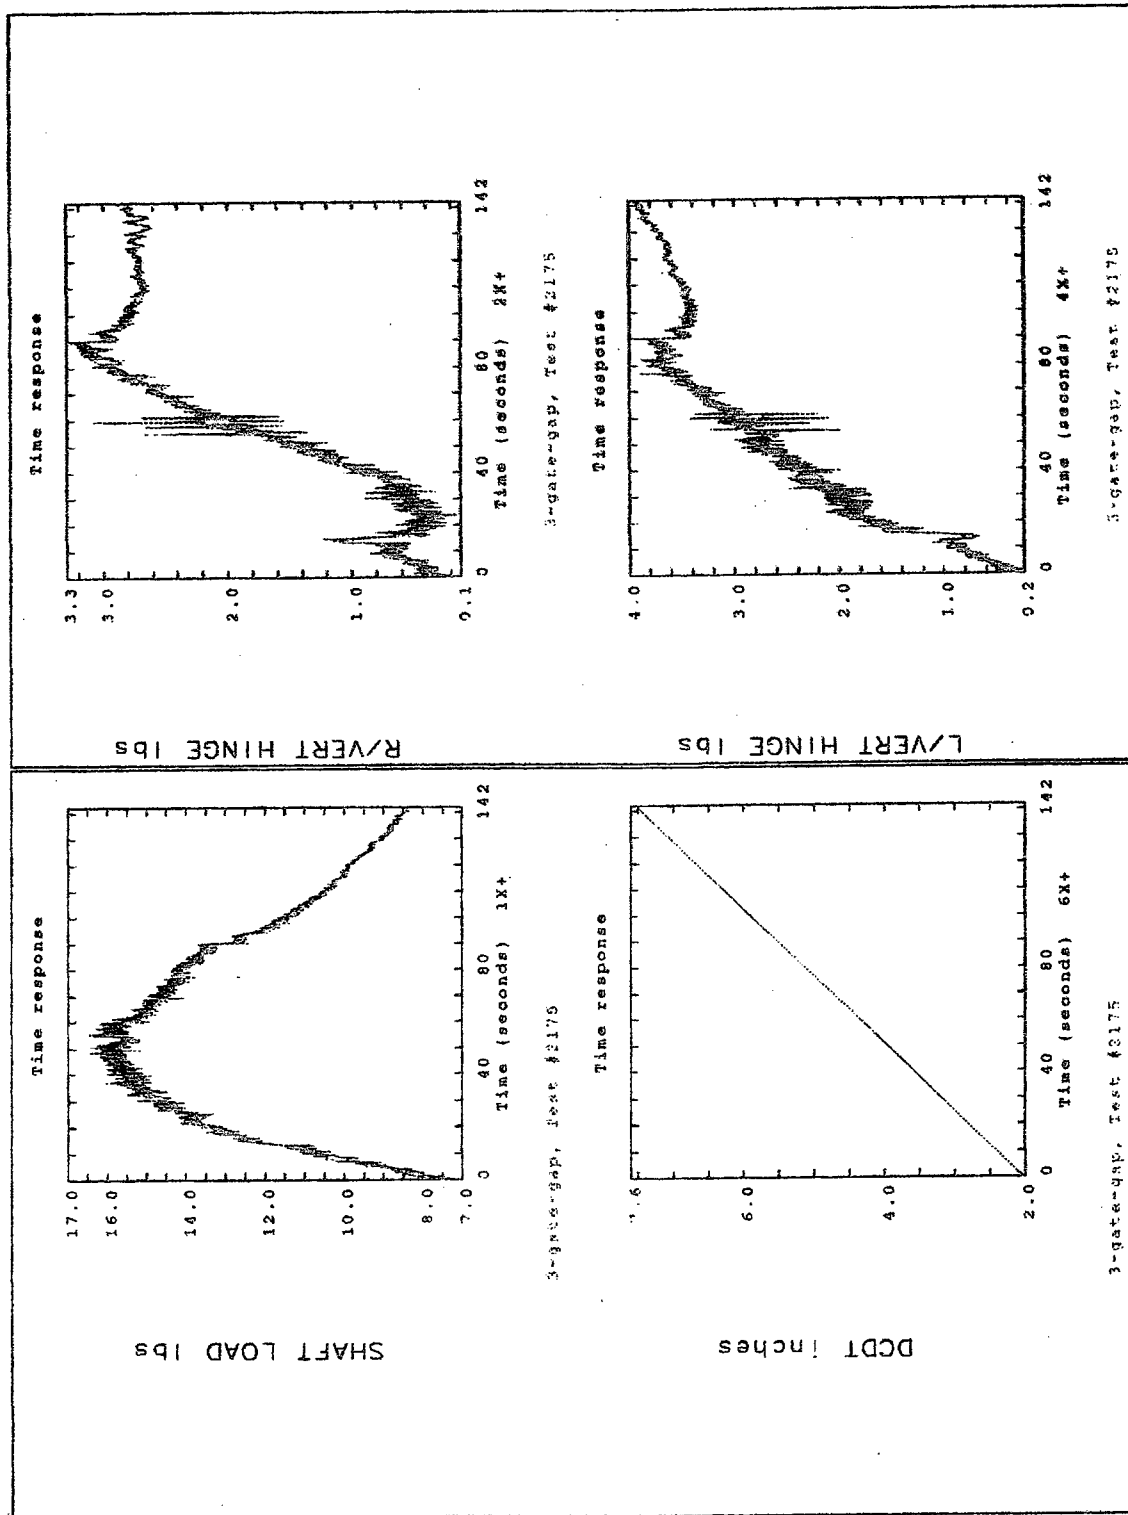 SHAFT LOAD lbs
Time response
17.0
16.0
14.0
12.0
10.0
8.0
7.0
0 40 80 142
Time (seconds) 1X+
3-gate-gap, Test #2175
R/VERT HINGE lbs
Time response
3.3
3.0
2.0
1.0
0.1
0 40 80 142
Time (seconds) 2X+
3-gate-gap, Test #2175
DCDT inches
Time response
7.6
6.0
4.0
2.0
0 40 80 142
Time (seconds) 6X+
3-gate-gap, Test #2175
L/VERT HINGE lbs
Time response
4.0
3.0
2.0
1.0
0.2
0 40 80 142
Time (seconds) 4X+
3-gate-gap, Test #2175